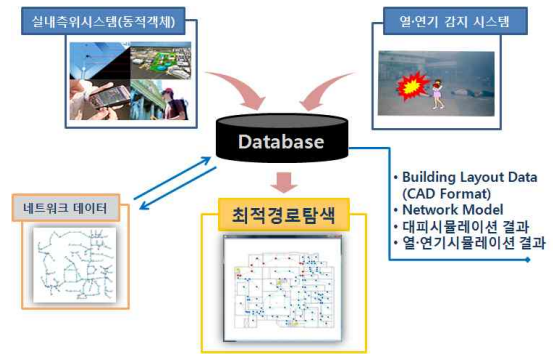 실내측위시스템(동적객체)
열·연기 감지 시스템
Database
• Building Layout Data
(CAD Format)
• Network Model
• 대피시뮬레이션 결과
• 열·연기시뮬레이션 결과
네트워크 데이터
최적경로탐색